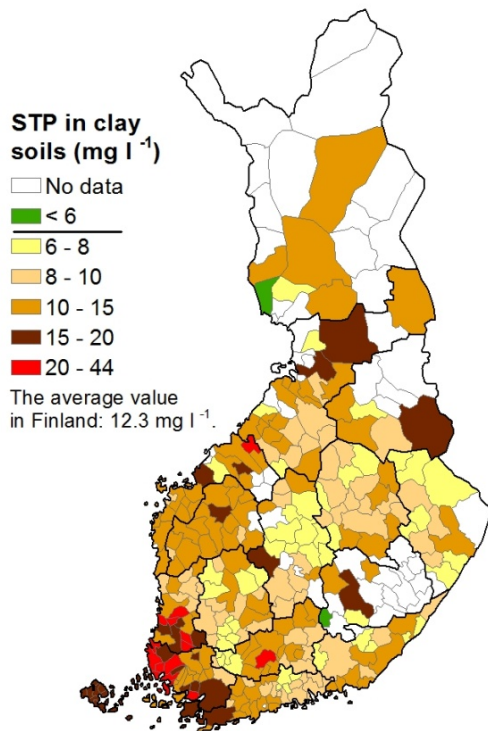 STP in clay
soils (mg l ⁻¹)
No data
< 6
6 - 8
8 - 10
10 - 15
15 - 20
20 - 44
The average value
in Finland: 12.3 mg l ⁻¹.